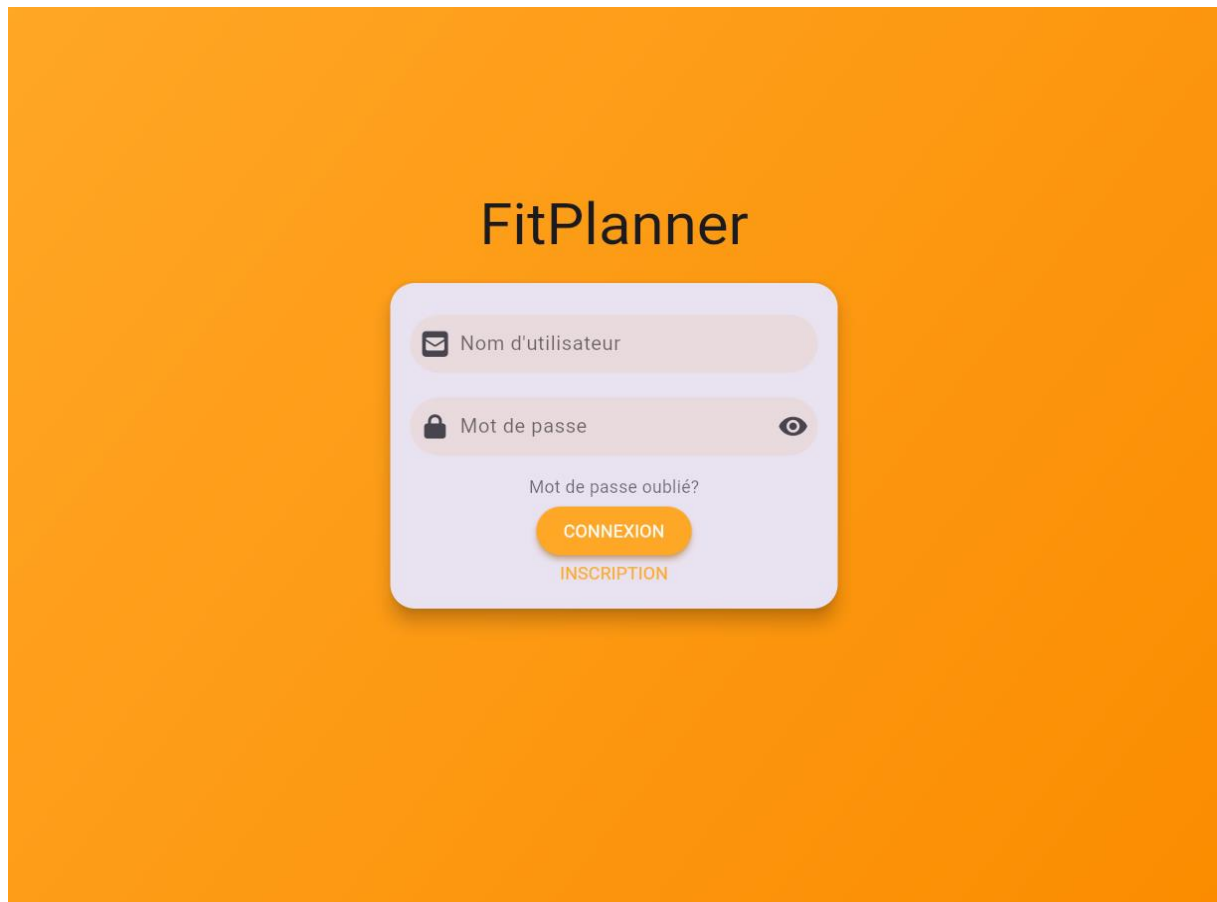 FitPlanner
Nom d'utilisateur
Mot de passe
Mot de passe oublié?
CONNEXION
INSCRIPTION